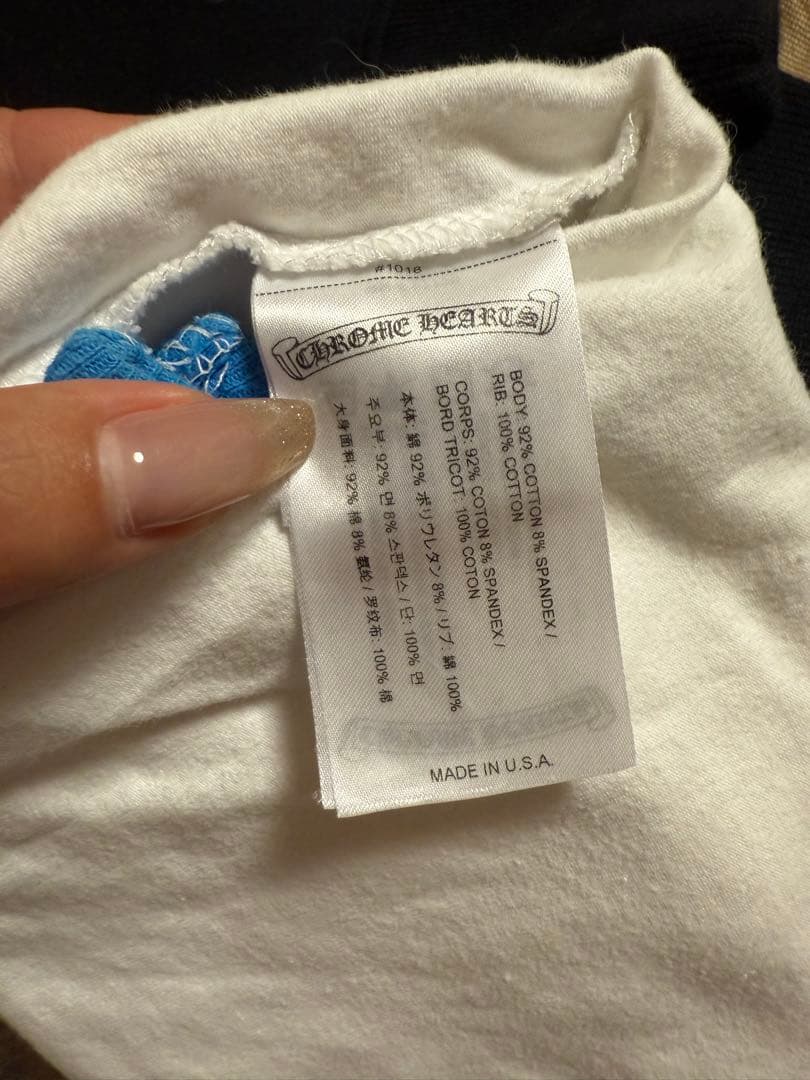 #1018
CHROME HEARTS
BODY: 92% COTTON 8% SPANDEX /
RIB: 100% COTTON
CORPS: 92% COTON 8% SPANDEX /
BORD TRICOT: 100% COTON
本体: 綿 92% ポリウレタン 8% / リブ: 綿 100%
주요부: 92% 면 8% 스판덱스 / 단: 100% 면
大身面料: 92% 棉 8% 氨纶 / 罗纹布: 100% 棉
MADE IN U.S.A.